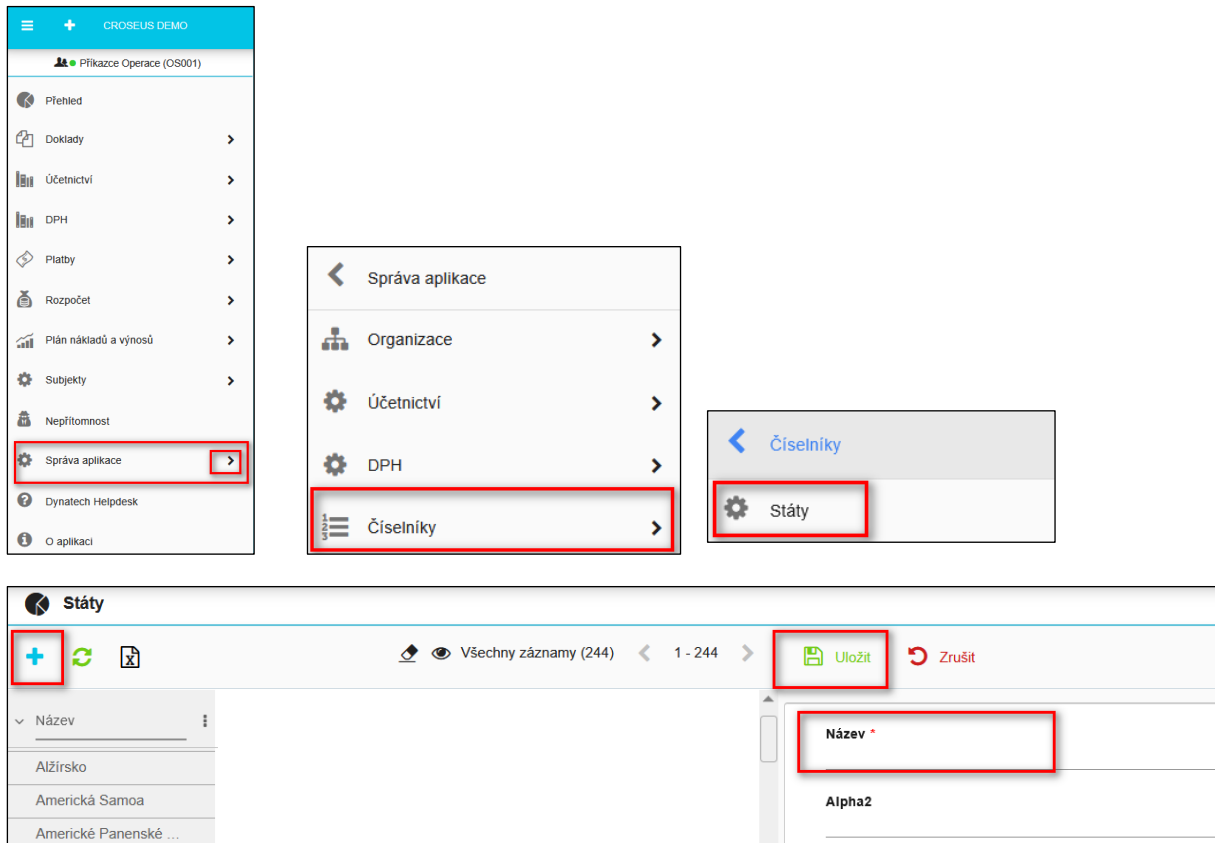 CROSEUS DEMO
Příkazce Operace (OS001)
Přehled
Doklady
Účetnictví
DPH
Platby
Rozpočet
Plán nákladů a výnosů
Subjekty
Nepřítomnost
Správa aplikace
Dynatech Helpdesk
O aplikaci
Správa aplikace
Organizace
Účetnictví
DPH
Číselníky
Číselníky
Státy
Státy
Všechny záznamy (244) 1 - 244 Uložit Zrušit
Název
Alžírsko
Americká Samoa
Americké Panenské ...
Název *
Alpha2